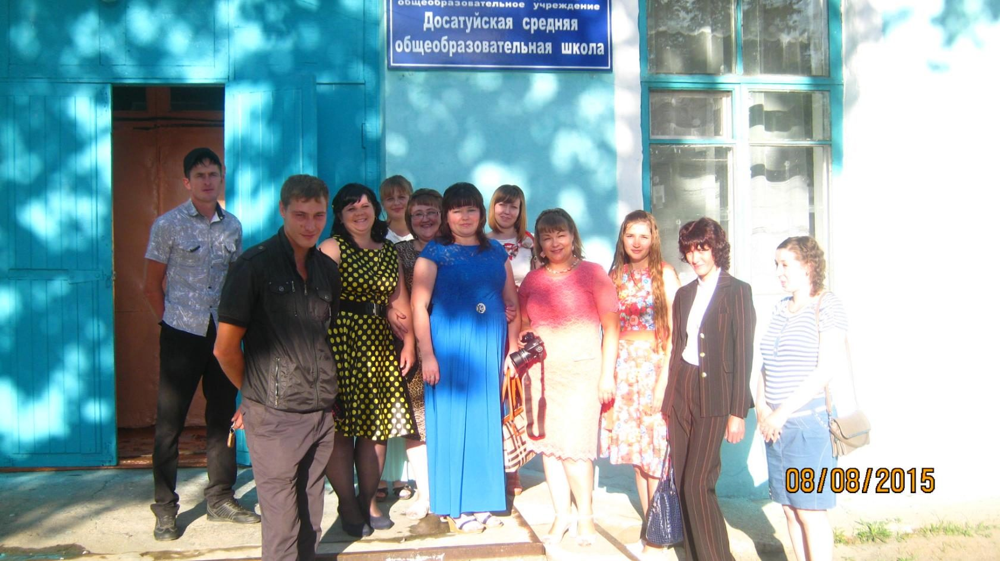 общеобразовательное учреждение
Досатуйская средняя
общеобразовательная школа
08/08/2015